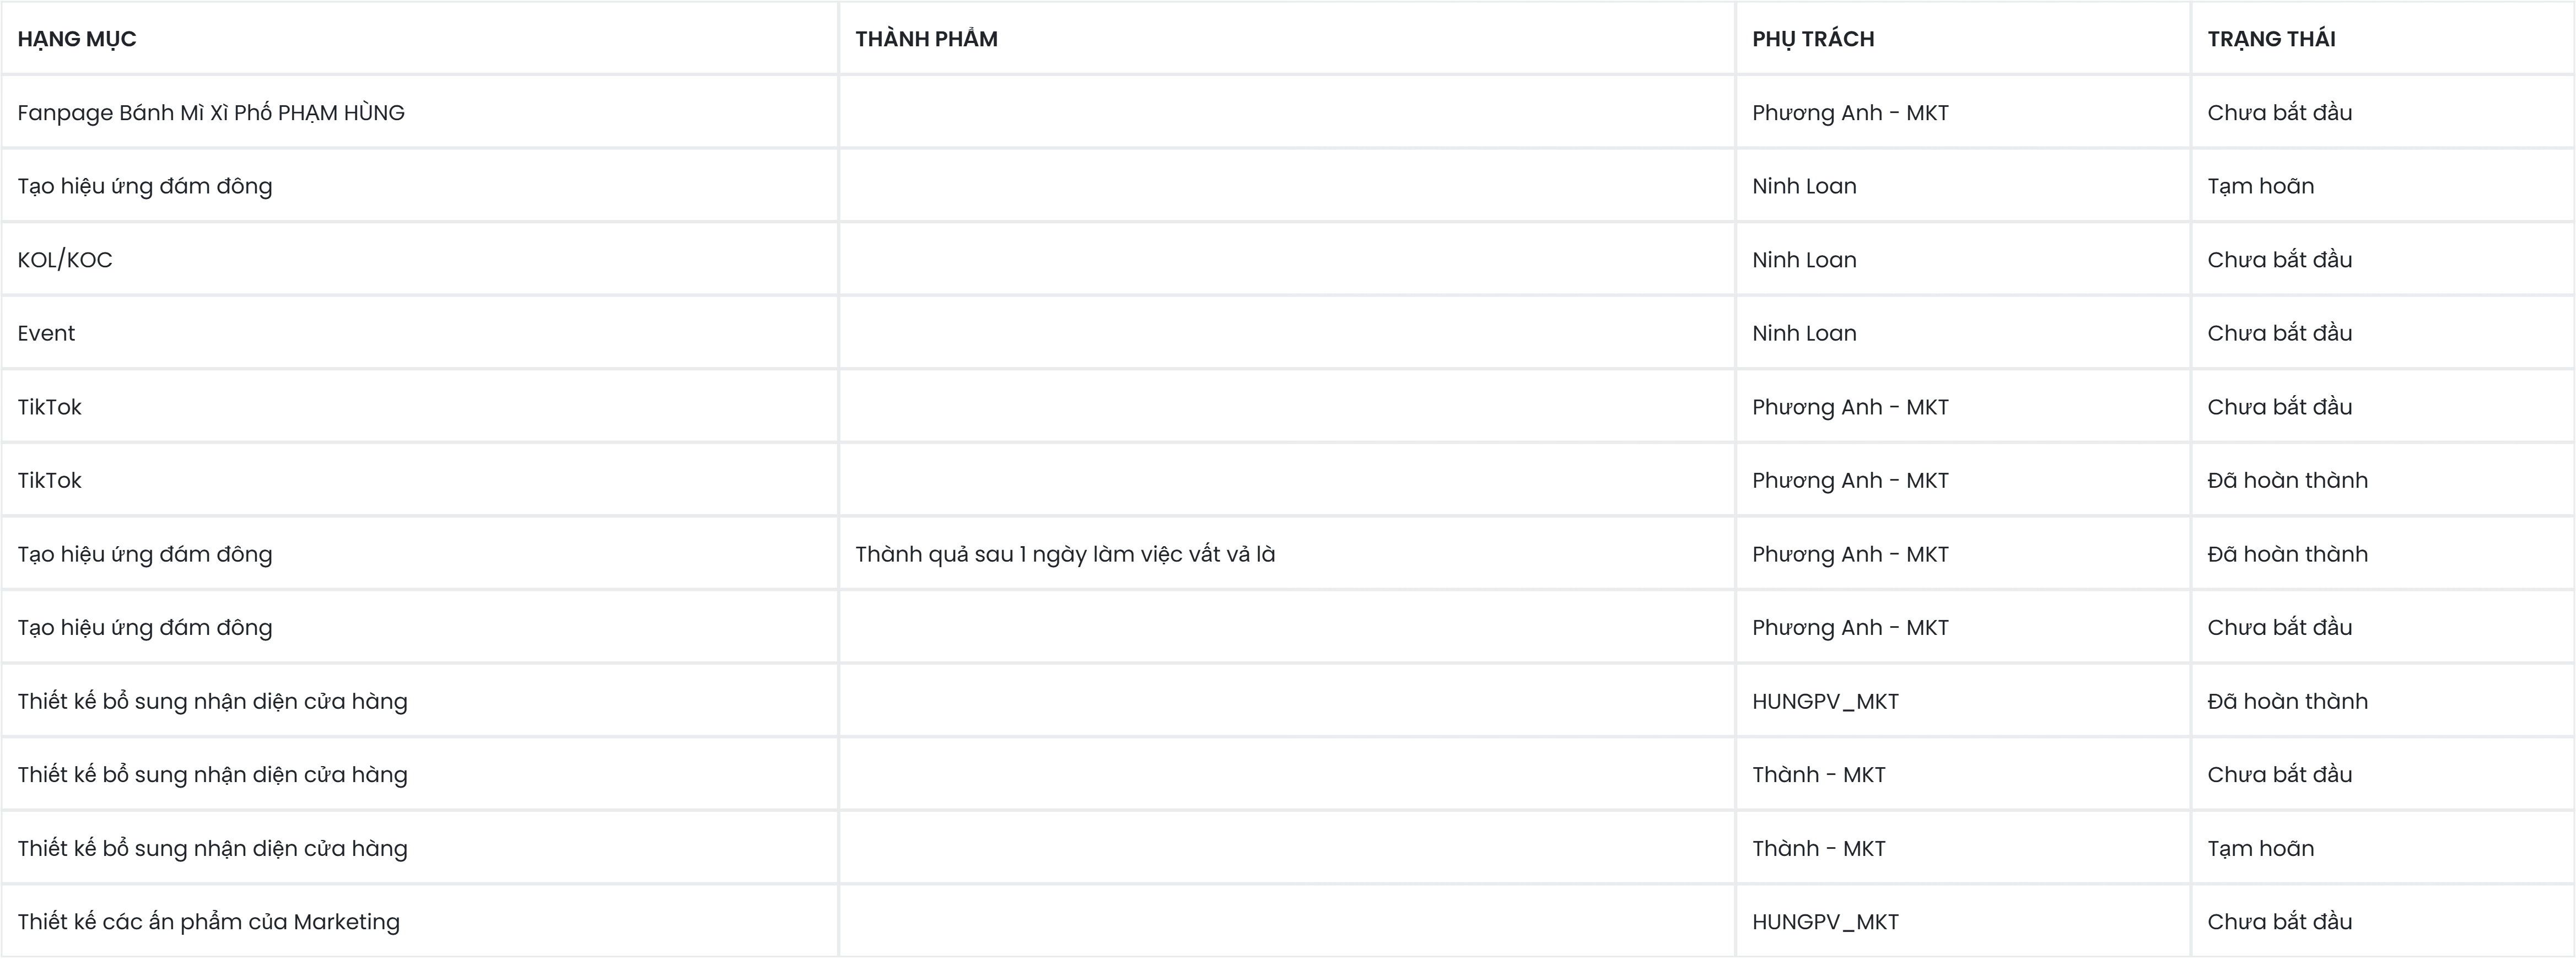 HẠNG MỤC THÀNH PHẨM PHỤ TRÁCH TRẠNG THÁI
Fanpage Bánh Mì Xì Phố PHẠM HÙNG Phương Anh - MKT Chưa bắt đầu
Tạo hiệu ứng đám đông Ninh Loan Tạm hoãn
KOL/KOC Ninh Loan Chưa bắt đầu
Event Ninh Loan Chưa bắt đầu
TikTok Phương Anh - MKT Chưa bắt đầu
TikTok Phương Anh - MKT Đã hoàn thành
Tạo hiệu ứng đám đông Thành quả sau 1 ngày làm việc vất vả là Phương Anh - MKT Đã hoàn thành
Tạo hiệu ứng đám đông Phương Anh - MKT Chưa bắt đầu
Thiết kế bổ sung nhận diện cửa hàng HUNGPV_MKT Đã hoàn thành
Thiết kế bổ sung nhận diện cửa hàng Thành - MKT Chưa bắt đầu
Thiết kế bổ sung nhận diện cửa hàng Thành - MKT Tạm hoãn
Thiết kế các ấn phẩm của Marketing HUNGPV_MKT Chưa bắt đầu